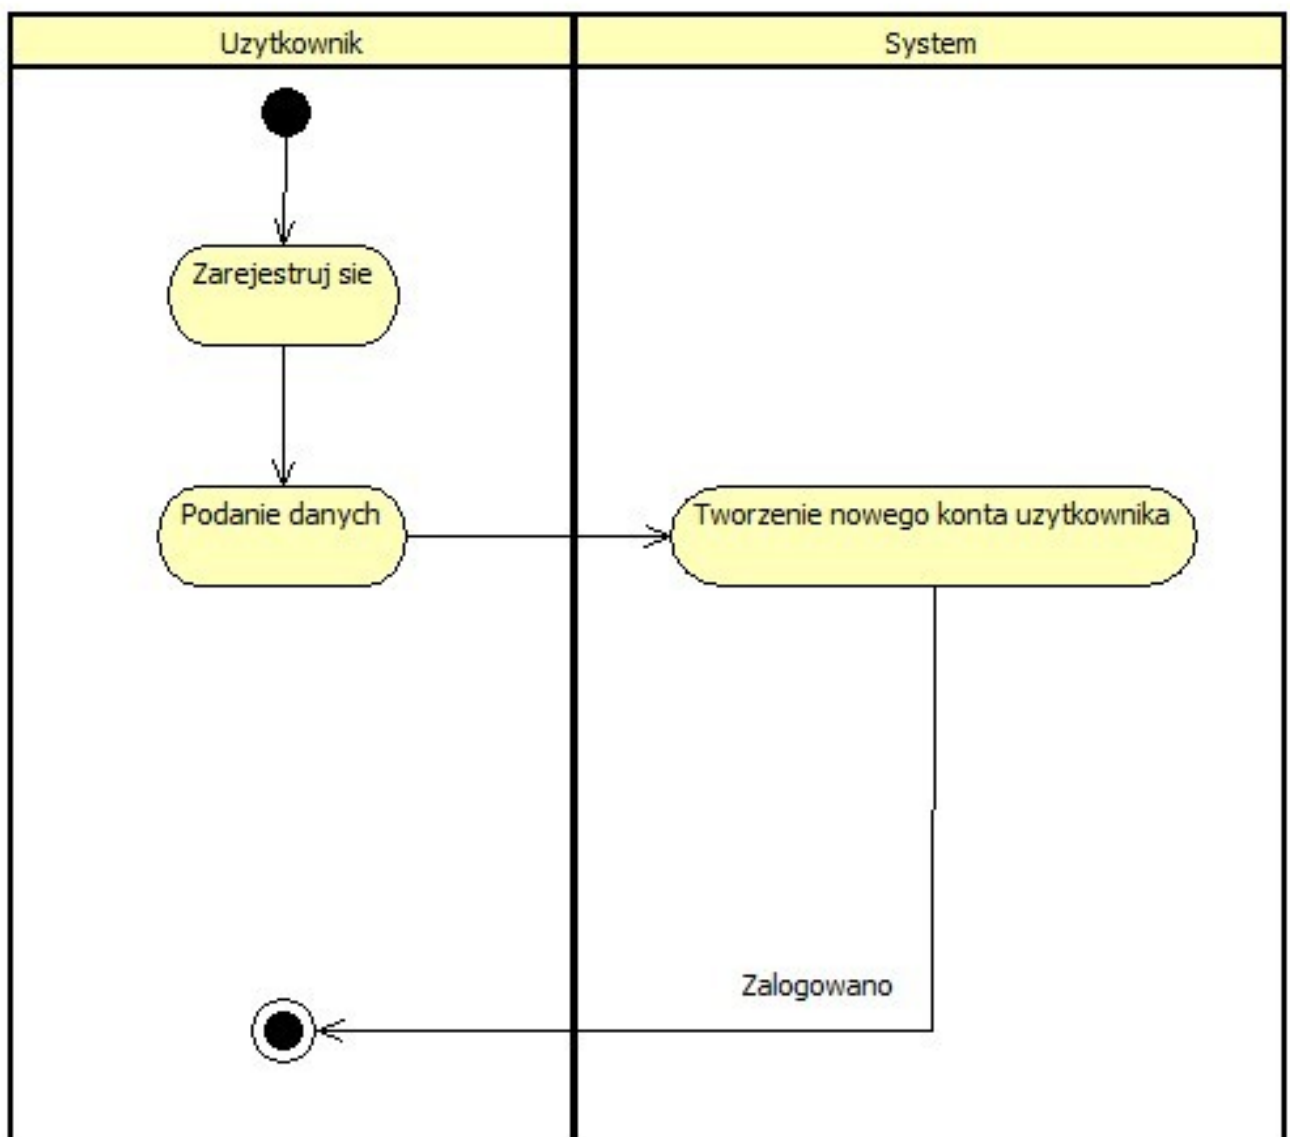 Uzytkownik
System
Zarejestruj sie
Podanie danych
Tworzenie nowego konta uzytkownika
Zalogowano